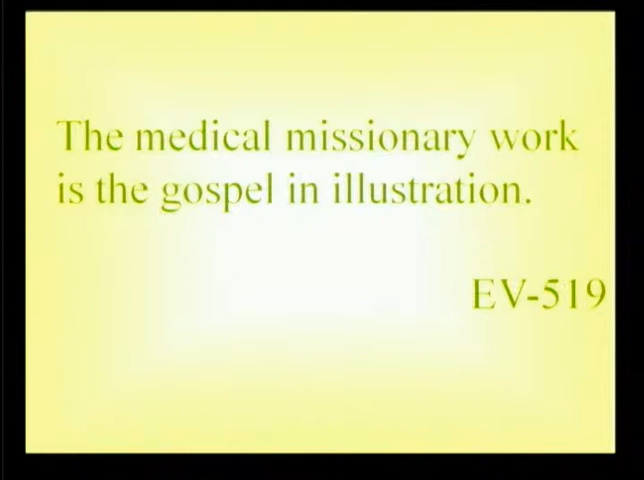 The medical missionary work
is the gospel in illustration.
EV-519